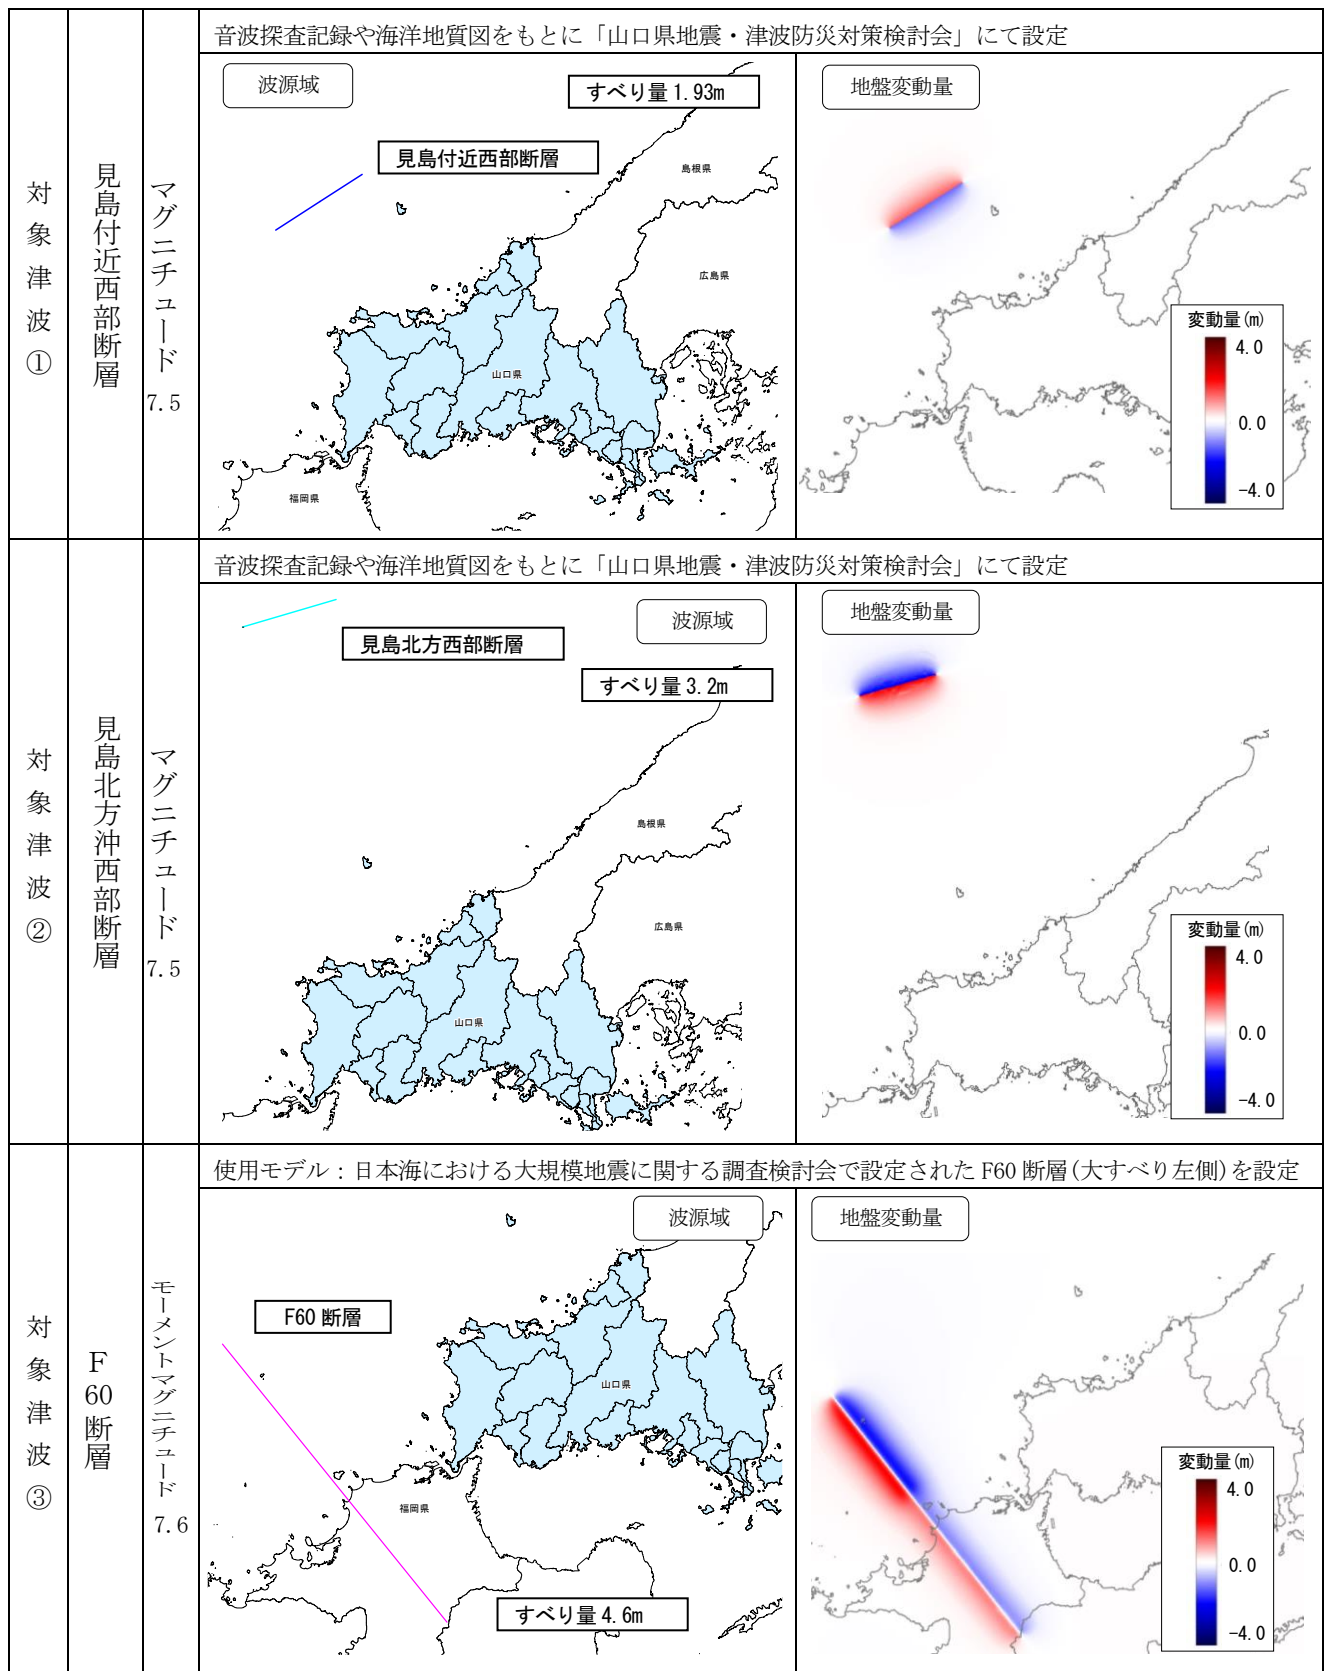 対象津波①
見島付近西部断層
マグニチュード7.5
音波探査記録や海洋地質図をもとに「山口県地震・津波防災対策検討会」にて設定
波源域
すべり量1.93m
見島付近西部断層
島根県
広島県
山口県
福岡県
地盤変動量
変動量(m)
4.0
0.0
-4.0
対象津波②
見島北方沖西部断層
マグニチュード7.5
音波探査記録や海洋地質図をもとに「山口県地震・津波防災対策検討会」にて設定
波源域
見島北方西部断層
すべり量3.2m
島根県
広島県
山口県
地盤変動量
変動量(m)
4.0
0.0
-4.0
対象津波③
F60断層
モーメントマグニチュード7.6
使用モデル：日本海における大規模地震に関する調査検討会で設定されたF60断層(大すべり左側)を設定
波源域
F60断層
山口県
福岡県
すべり量4.6m
地盤変動量
変動量(m)
4.0
0.0
-4.0